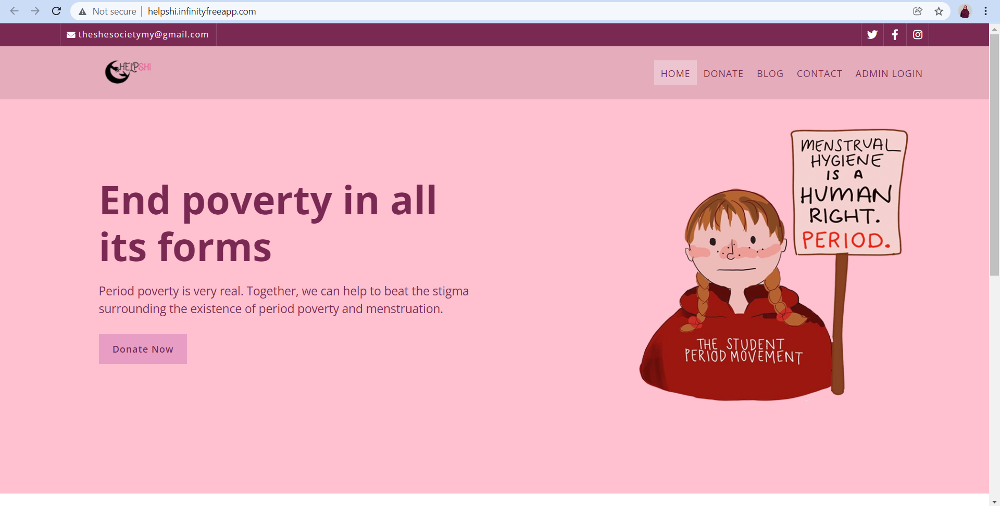 Not secure | helpshi.infinityfreeapp.com
theshesocietymy@gmail.com
HELPSHI
HOME DONATE BLOG CONTACT ADMIN LOGIN
End poverty in all
its forms
Period poverty is very real. Together, we can help to beat the stigma
surrounding the existence of period poverty and menstruation.
Donate Now
MENSTRUAL
HYGIENE
IS A
HUMAN
RIGHT.
PERIOD.
THE STUDENT
PERIOD MOVEMENT